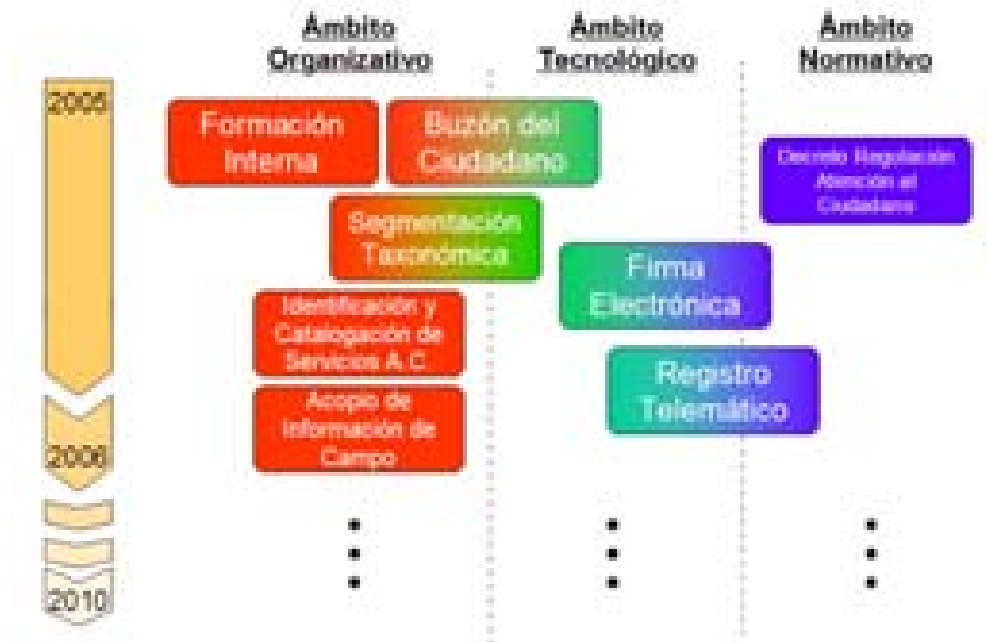 Ámbito
Organizativo
Ámbito
Tecnológico
Ámbito
Normativo
2005
Formación
Interna
Buzón del
Ciudadano
Decreto Regulación
Atención al
Ciudadano
Segmentación
Taxonómica
Firma
Electrónica
Identificación y
Catalogación de
Servicios A.C.
Registro
Telemático
Acopio de
Información de
Campo
2006
2010